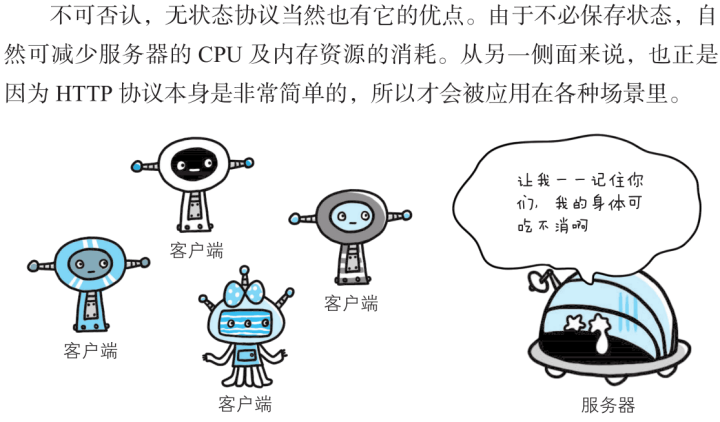 不可否认，无状态协议当然也有它的优点。由于不必保存状态，自
然可减少服务器的 CPU 及内存资源的消耗。从另一侧面来说，也正是
因为 HTTP 协议本身是非常简单的，所以才会被应用在各种场景里。
让我一一记住你
们，我的身体可
吃不消啊
客户端
客户端
客户端
客户端
服务器